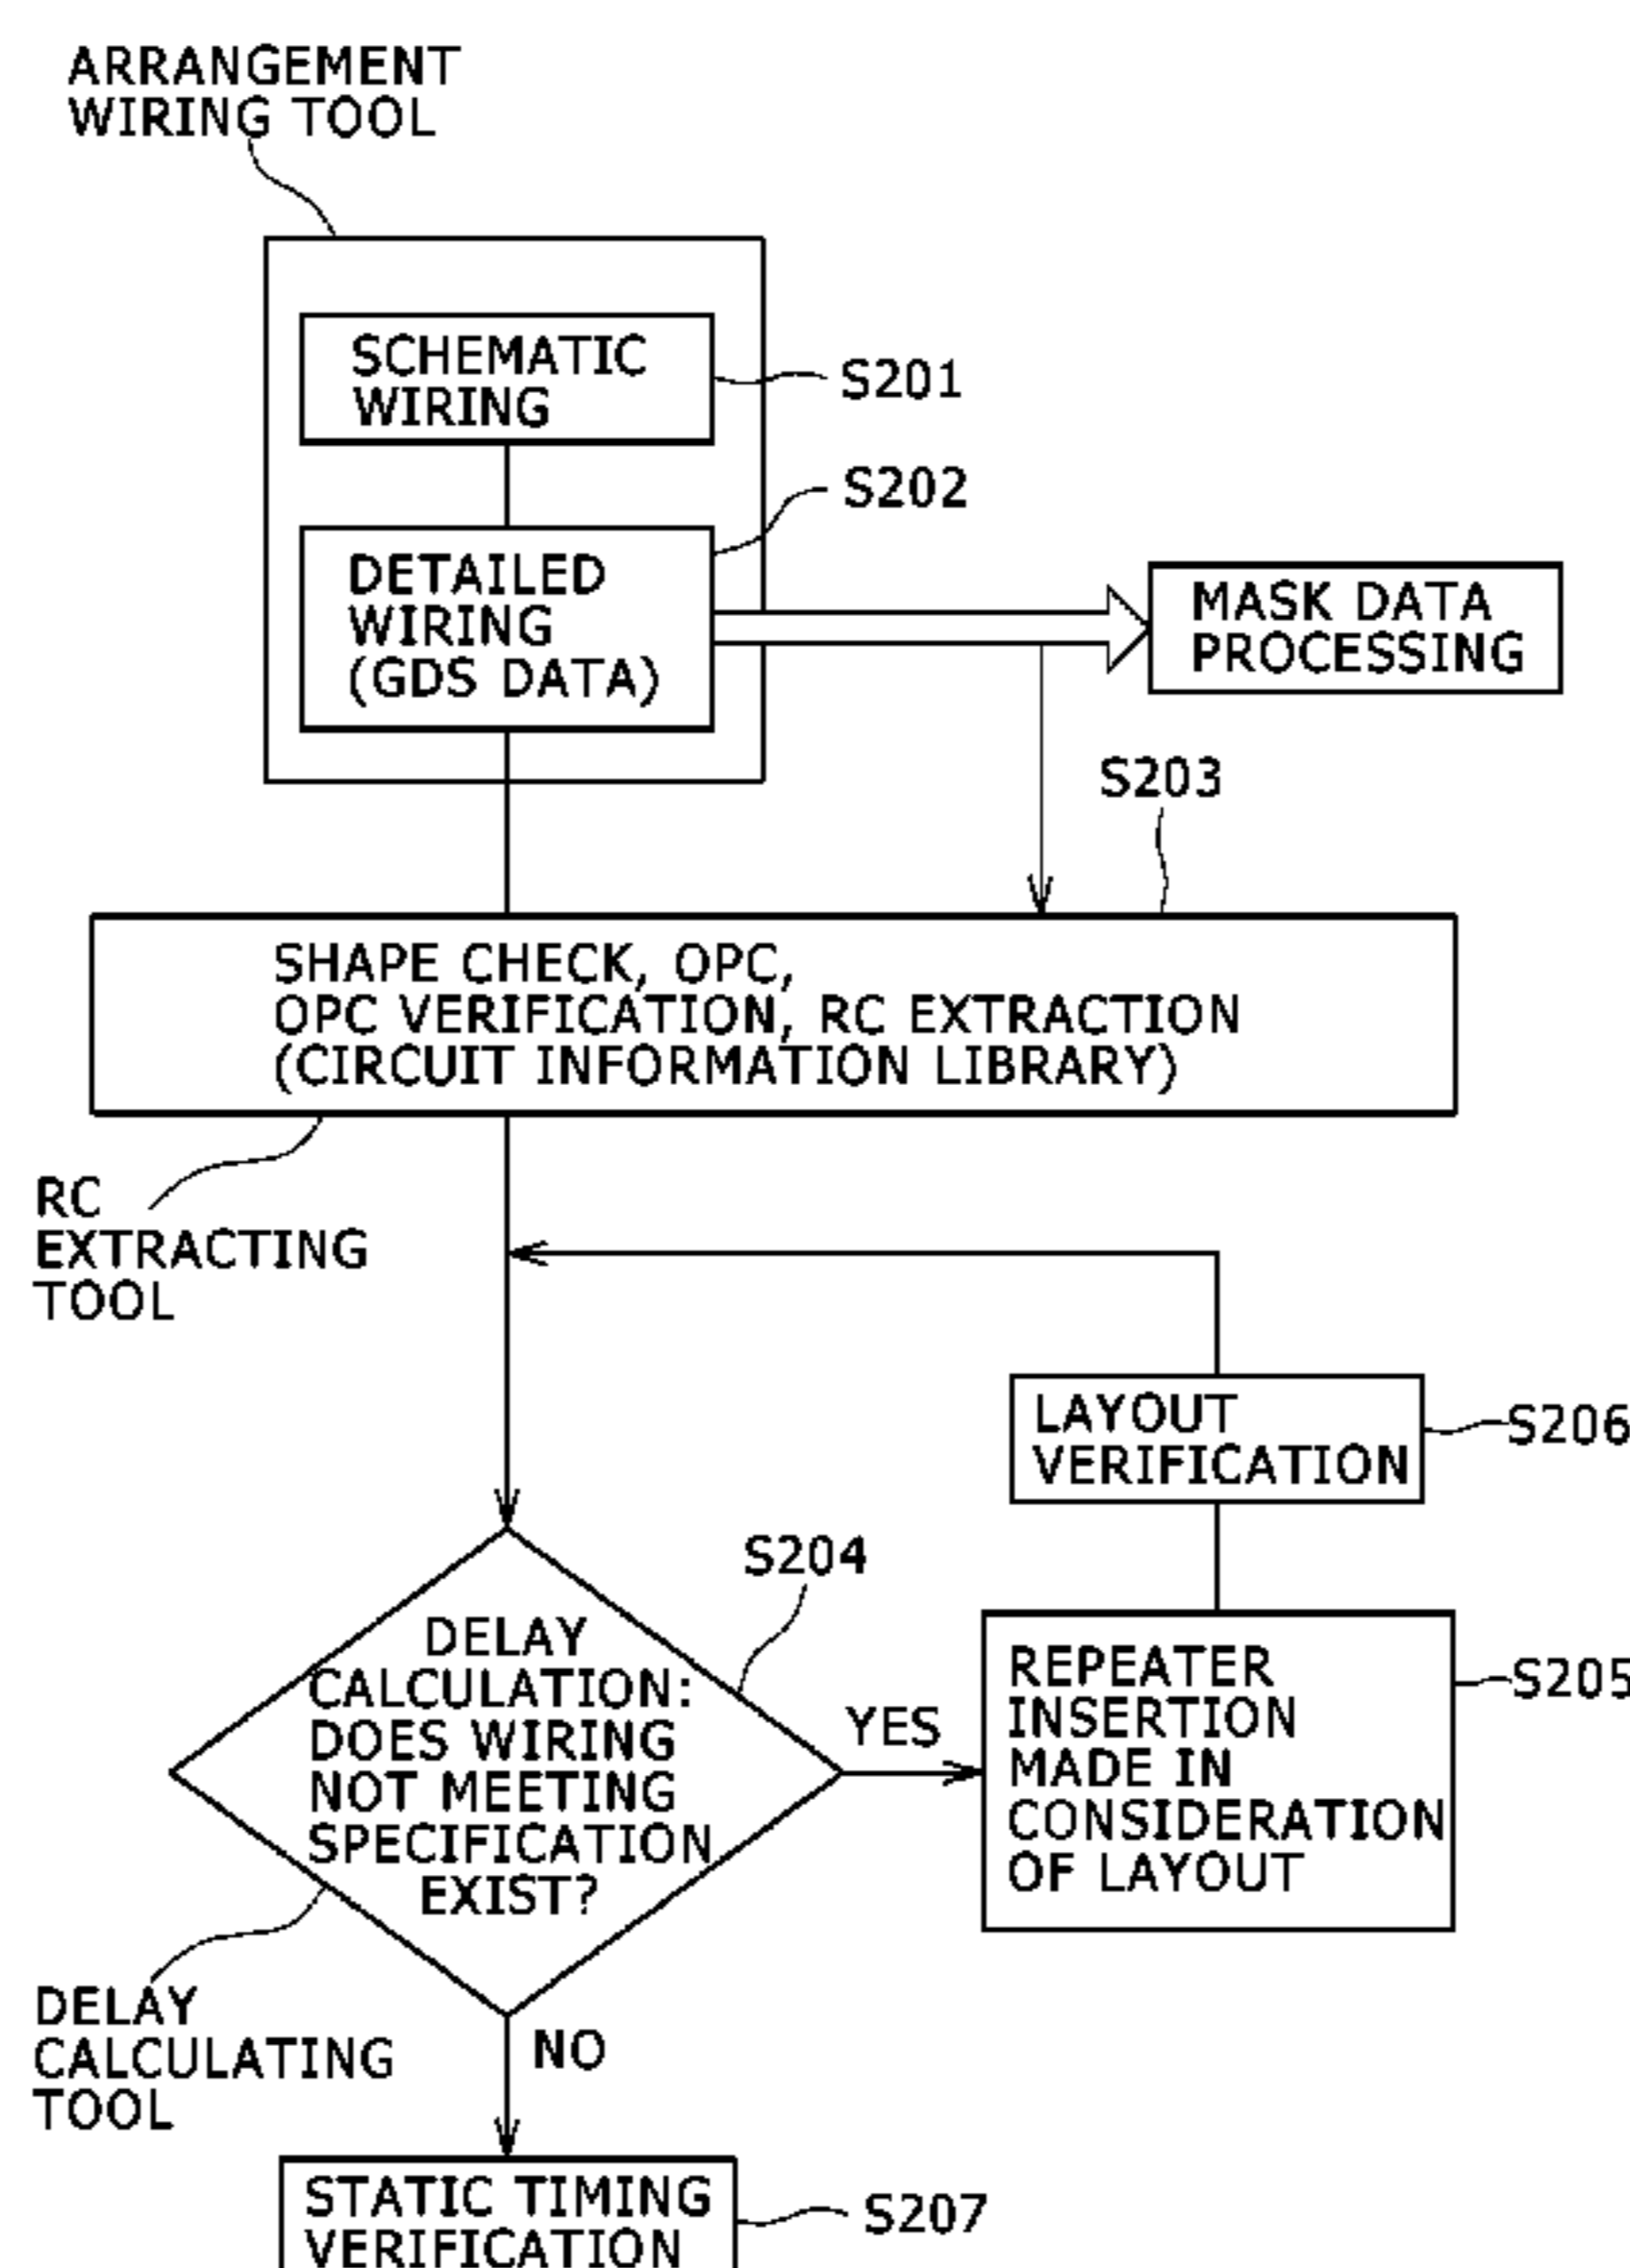 ARRANGEMENT
WIRING TOOL
SCHEMATIC
WIRING
S201
S202
DETAILED
WIRING
(GDS DATA)
MASK DATA
PROCESSING
S203
SHAPE CHECK, OPC,
OPC VERIFICATION, RC EXTRACTION
(CIRCUIT INFORMATION LIBRARY)
RC
EXTRACTING
TOOL
LAYOUT
VERIFICATION
S206
S204
DELAY
CALCULATION:
DOES WIRING
NOT MEETING
SPECIFICATION
EXIST?
YES
REPEATER
INSERTION
MADE IN
CONSIDERATION
OF LAYOUT
S205
DELAY
CALCULATING
TOOL
NO
STATIC TIMING
VERIFICATION
S207